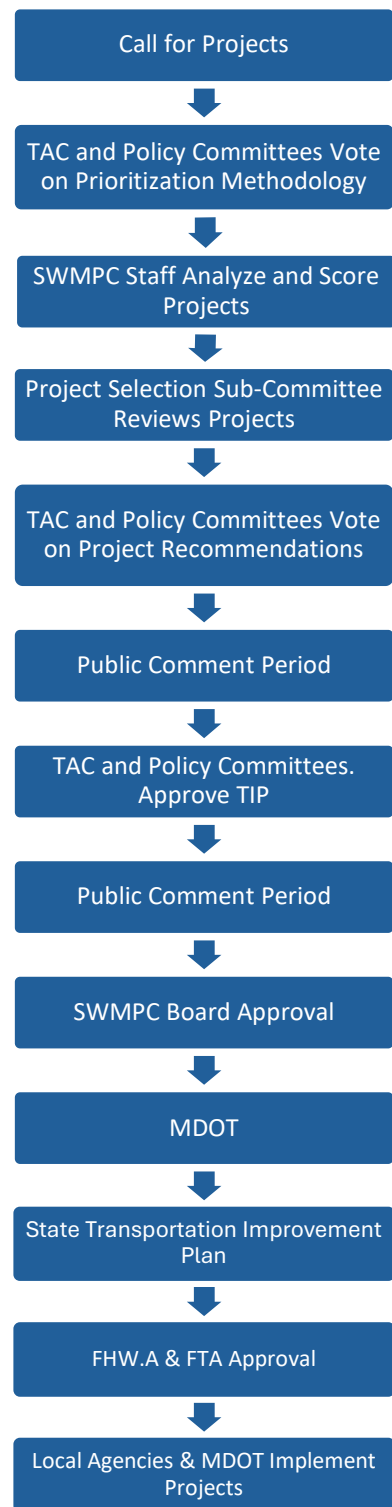 Call for Projects
TAC and Policy Committees Vote
on Prioritization Methodology
SWMPC Staff Analyze and Score
Projects
Project Selection Sub-Committee
Reviews Projects
TAC and Policy Committees Vote
on Project Recommendations
Public Comment Period
TAC and Policy Committees.
Approve TIP
Public Comment Period
SWMPC Board Approval
MDOT
State Transportation Improvement
Plan
FHW.A & FTA Approval
Local Agencies & MDOT Implement
Projects